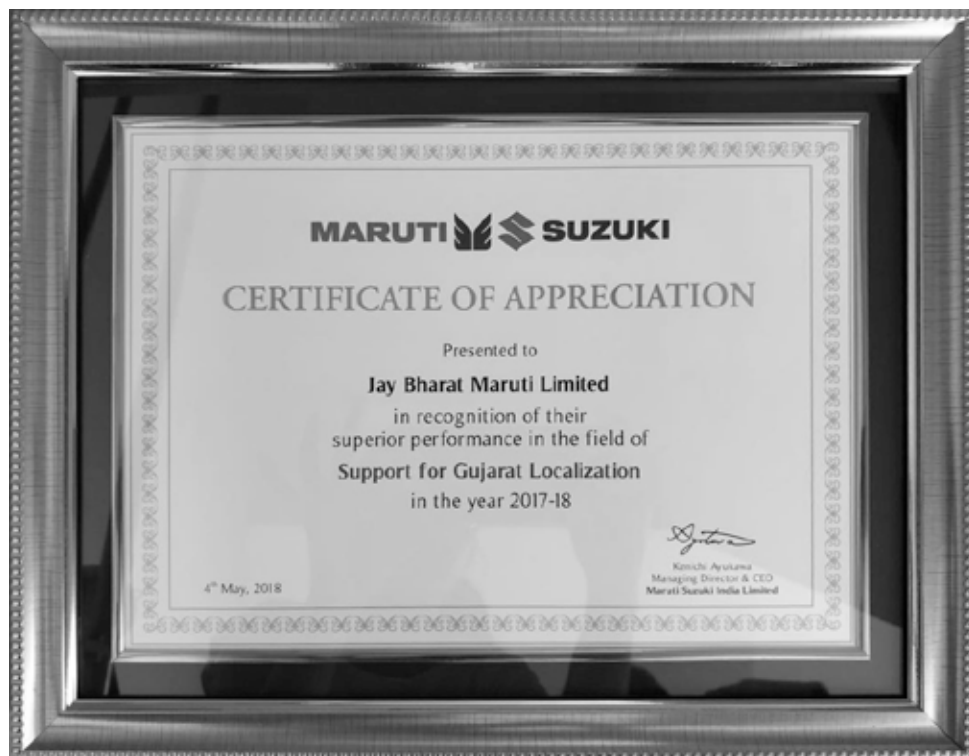 MARUTI SUZUKI
CERTIFICATE OF APPRECIATION
Presented to
Jay Bharat Maruti Limited
in recognition of their
superior performance in the field of
Support for Gujarat Localization
in the year 2017-18
4th May, 2018
Kenichi Ayukawa
Managing Director & CEO
Maruti Suzuki India Limited